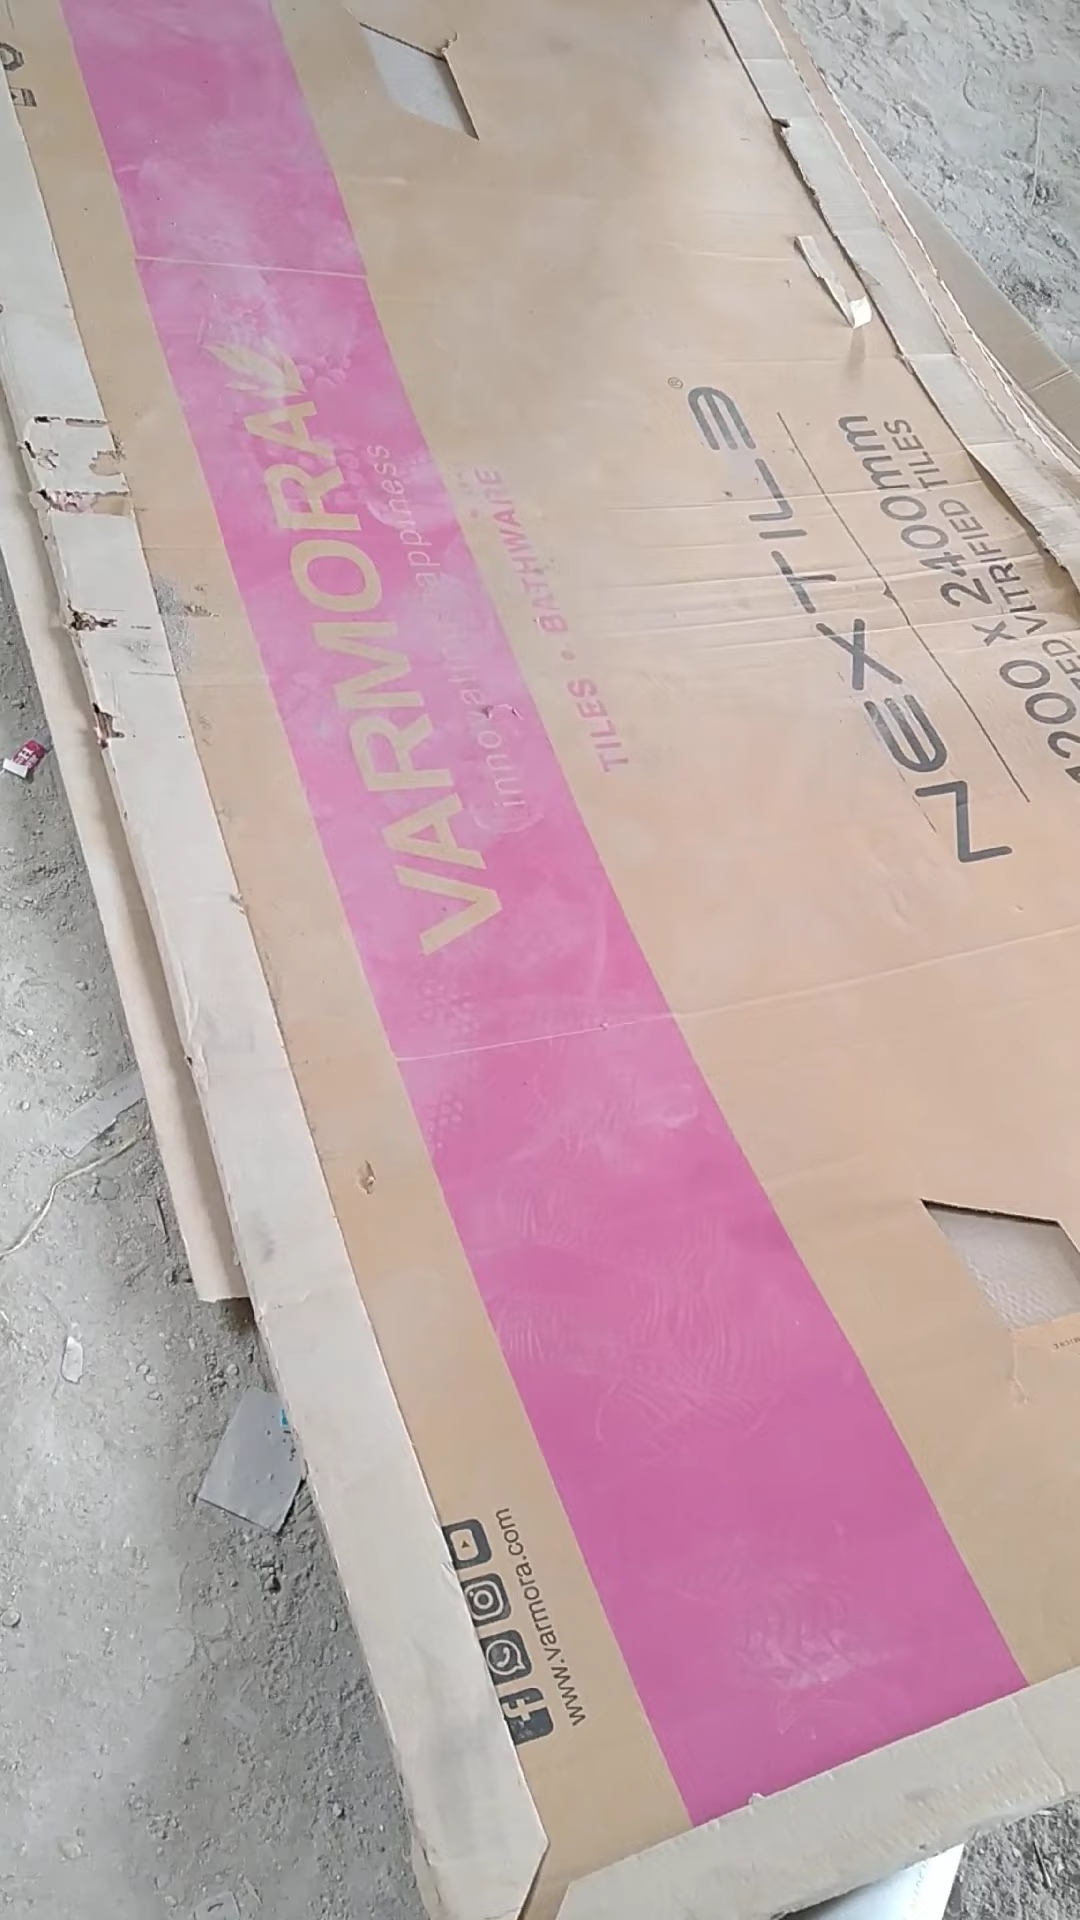 VARMORA
innovating happiness
TILES • BATHWARE
NEXTILE®
1200 X 2400mm
VITRIFIED TILES
www.varmora.com